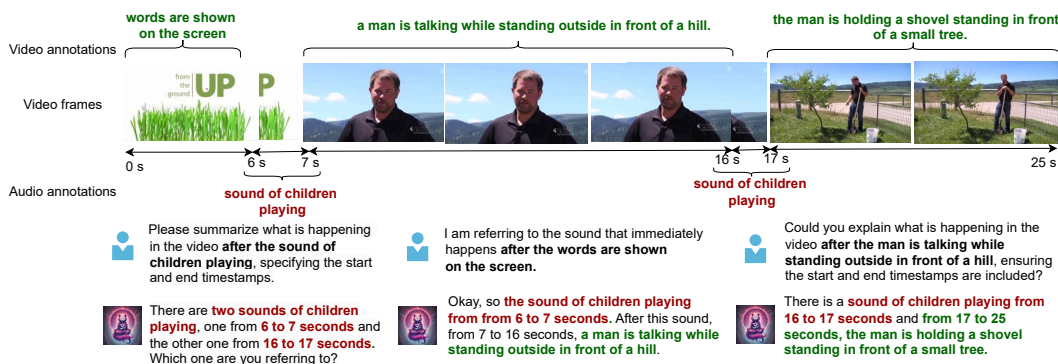 words are shown
on the screen
a man is talking while standing outside in front of a hill.
the man is holding a shovel standing in front
of a small tree.
Video annotations
Video frames
from
the
ground
UP
P
0 s
6 s
7 s
16 s
17 s
25 s
Audio annotations
sound of children
playing
sound of children
playing
Please summarize what is happening
in the video after the sound of
children playing, specifying the start
and end timestamps.
I am referring to the sound that immediately
happens after the words are shown
on the screen.
Could you explain what is happening in the
video after the man is talking while
standing outside in front of a hill, ensuring
the start and end timestamps are included?
There are two sounds of children
playing, one from 6 to 7 seconds and
the other one from 16 to 17 seconds.
Which one are you referring to?
Okay, so the sound of children playing
from from 6 to 7 seconds. After this sound,
from 7 to 16 seconds, a man is talking while
standing outside in front of a hill.
There is a sound of children playing from
16 to 17 seconds and from 17 to 25
seconds, the man is holding a shovel
standing in front of a small tree.